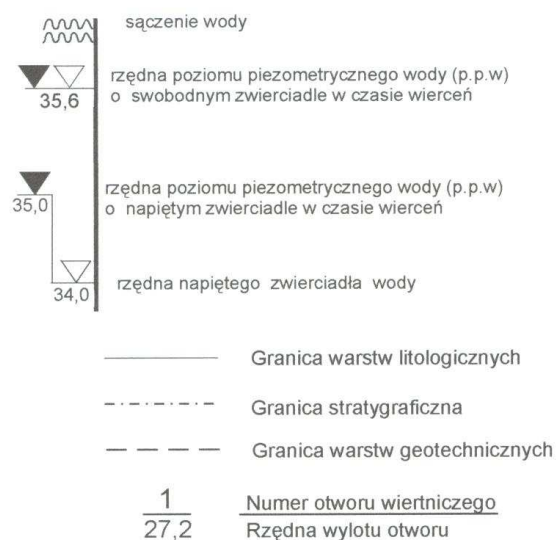 sączenie wody
rzędna poziomu piezometrycznego wody (p.p.w)
35,6
o swobodnym zwierciadle w czasie wierceń
rzędna poziomu piezometrycznego wody (p.p.w)
35,0
o napiętym zwierciadle w czasie wierceń
34,0
rzędna napiętego zwierciadła wody
Granica warstw litologicznych
Granica stratygraficzna
Granica warstw geotechnicznych
1 Numer otworu wiertniczego
27,2 Rzędna wylotu otworu